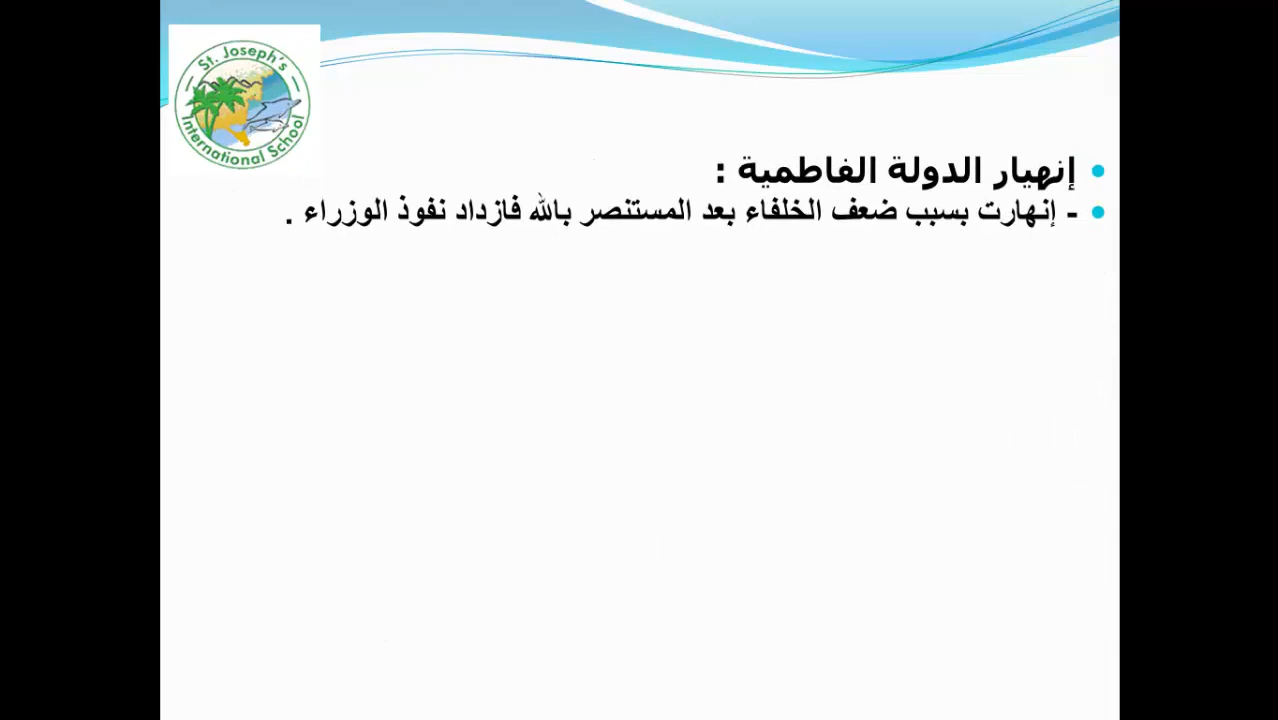 St. Joseph's
International School
إنهيار الدولة الفاطمية :
- إنهارت بسبب ضعف الخلفاء بعد المستنصر بالله فازداد نفوذ الوزراء .